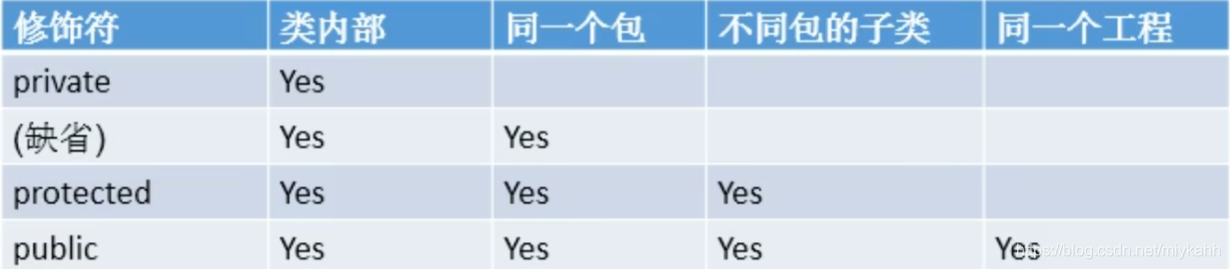 修饰符 类内部 同一个包 不同包的子类 同一个工程
private Yes
(缺省) Yes Yes
protected Yes Yes Yes
public Yes Yes Yes Yes
https://blog.csdn.net/miykahh